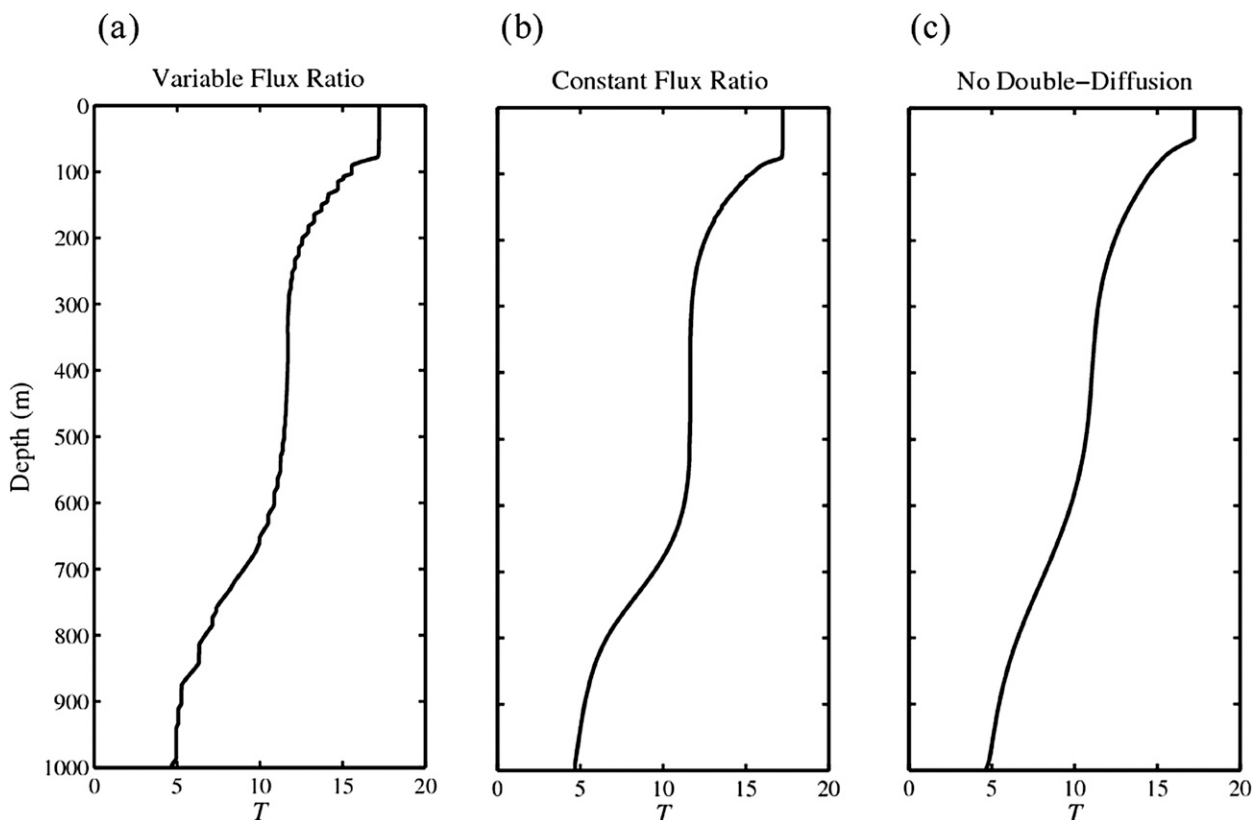 (a)
(b)
(c)
Variable Flux Ratio
Constant Flux Ratio
No Double−Diffusion
Depth (m)
0
100
200
300
400
500
600
700
800
900
1000
0 5 10 15 20
0 5 10 15 20
0 5 10 15 20
T
T
T